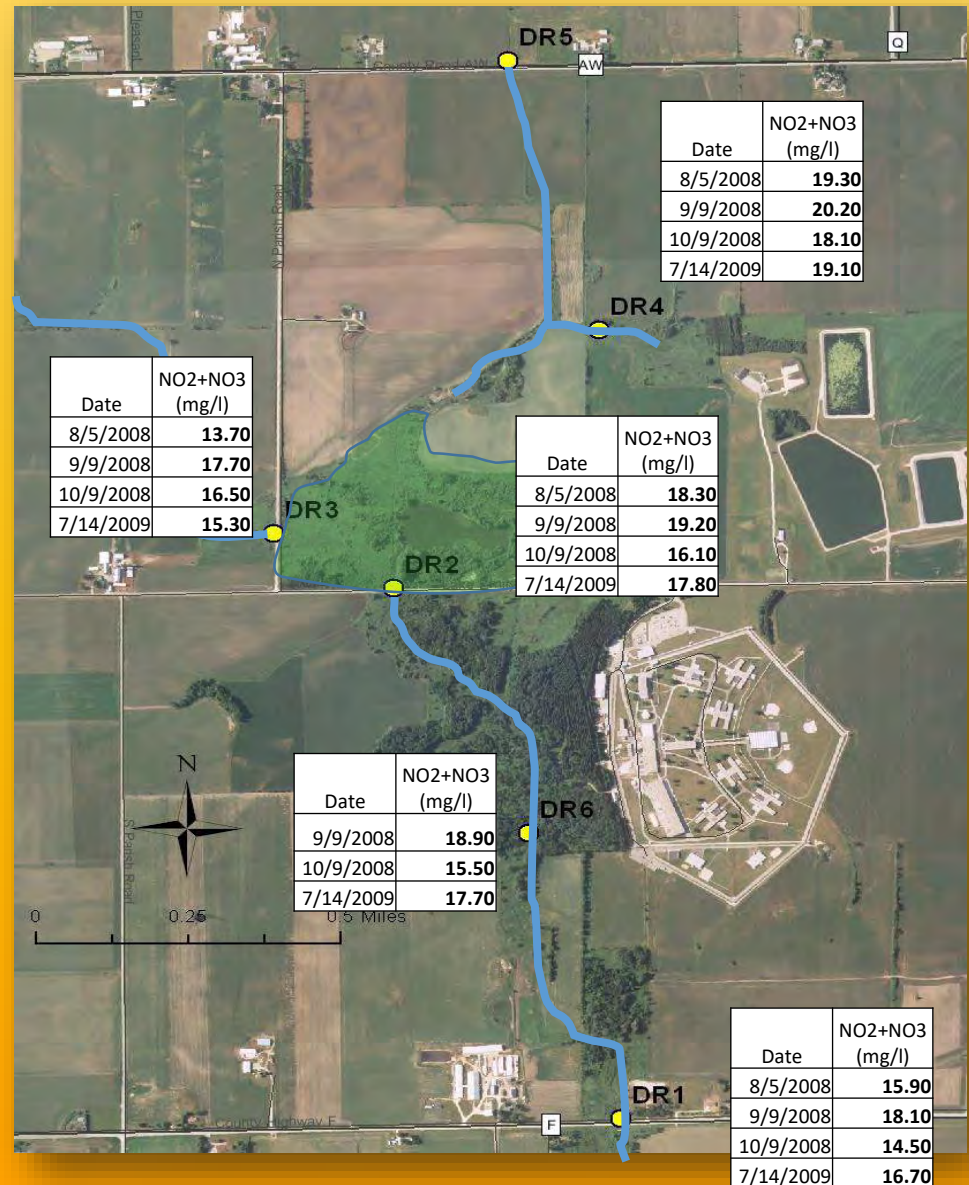 Pleasant
DR5
Q
County Road AW
AW
Date NO2+NO3 (mg/l)
8/5/2008 19.30
9/9/2008 20.20
10/9/2008 18.10
7/14/2009 19.10
N Parish Road
DR4
Date NO2+NO3 (mg/l)
8/5/2008 13.70
9/9/2008 17.70
10/9/2008 16.50
7/14/2009 15.30
Date NO2+NO3 (mg/l)
8/5/2008 18.30
9/9/2008 19.20
10/9/2008 16.10
7/14/2009 17.80
DR3
DR2
N
Date NO2+NO3 (mg/l)
9/9/2008 18.90
10/9/2008 15.50
7/14/2009 17.70
DR6
S Parish Road
0 0.25 0.5 Miles
Date NO2+NO3 (mg/l)
8/5/2008 15.90
9/9/2008 18.10
10/9/2008 14.50
7/14/2009 16.70
DR1
County Highway F
F